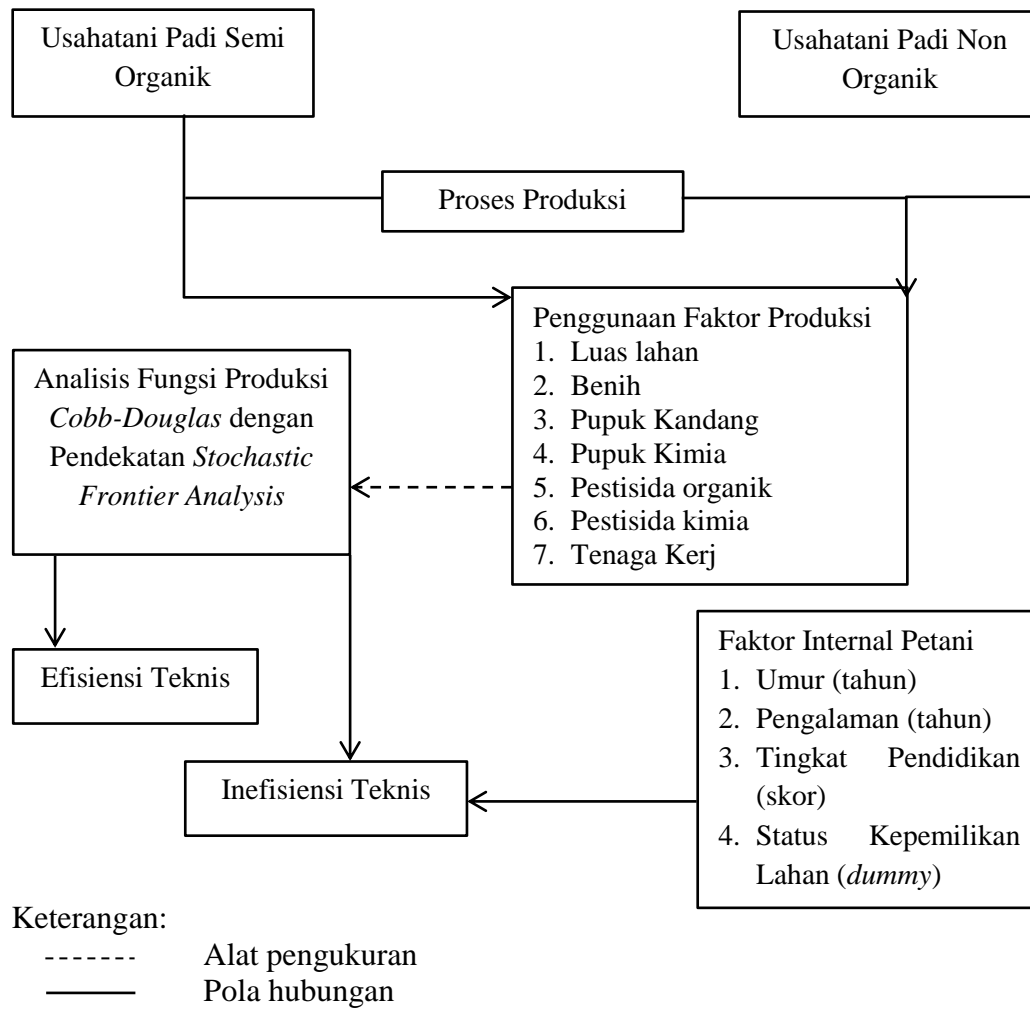 Usahatani Padi Semi
Organik
Usahatani Padi Non
Organik
Proses Produksi
Penggunaan Faktor Produksi
1. Luas lahan
2. Benih
3. Pupuk Kandang
4. Pupuk Kimia
5. Pestisida organik
6. Pestisida kimia
7. Tenaga Kerj
Analisis Fungsi Produksi
Cobb-Douglas dengan
Pendekatan Stochastic
Frontier Analysis
Efisiensi Teknis
Inefisiensi Teknis
Faktor Internal Petani
1. Umur (tahun)
2. Pengalaman (tahun)
3. Tingkat Pendidikan
(skor)
4. Status Kepemilikan
Lahan (dummy)
Keterangan:
Alat pengukuran
Pola hubungan